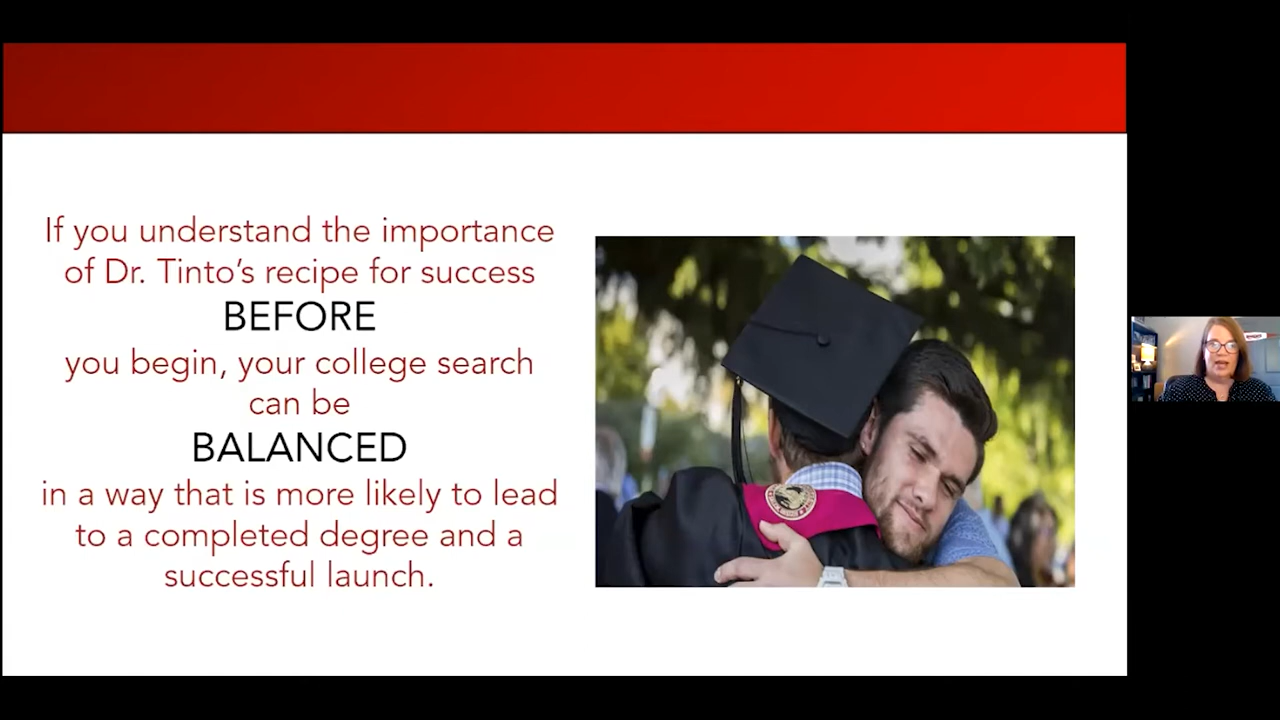 If you understand the importance
of Dr. Tinto's recipe for success
BEFORE
you begin, your college search
can be
BALANCED
in a way that is more likely to lead
to a completed degree and a
successful launch.